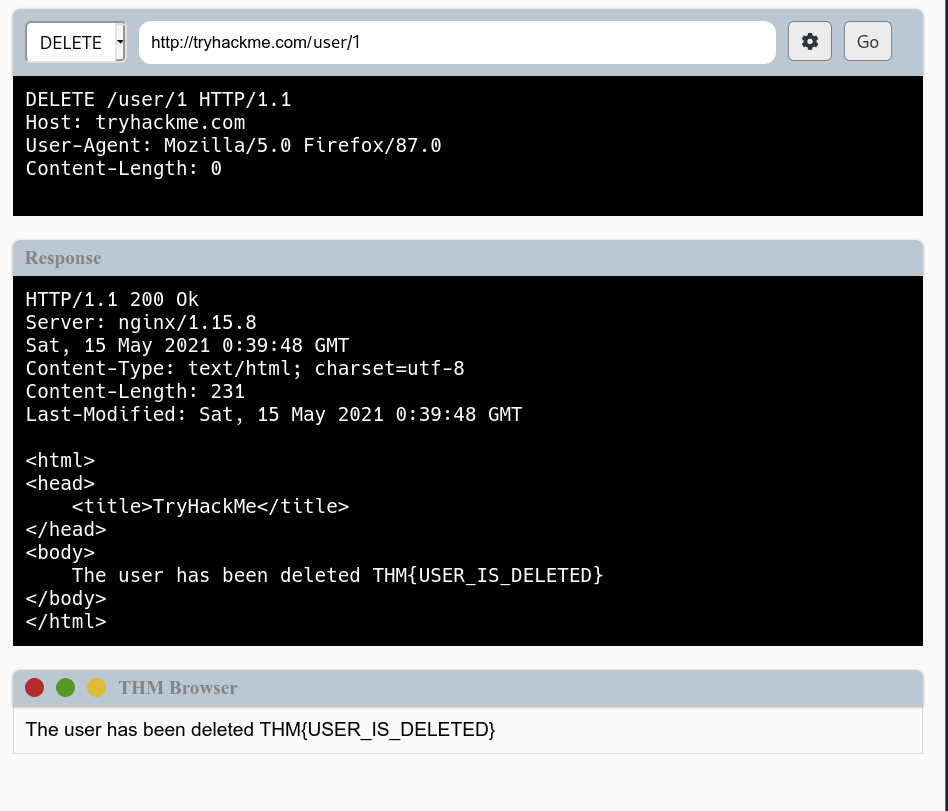 DELETE http://tryhackme.com/user/1 Go
DELETE /user/1 HTTP/1.1
Host: tryhackme.com
User-Agent: Mozilla/5.0 Firefox/87.0
Content-Length: 0
Response
HTTP/1.1 200 Ok
Server: nginx/1.15.8
Sat, 15 May 2021 0:39:48 GMT
Content-Type: text/html; charset=utf-8
Content-Length: 231
Last-Modified: Sat, 15 May 2021 0:39:48 GMT
<html>
<head>
    <title>TryHackMe</title>
</head>
<body>
    The user has been deleted THM{USER_IS_DELETED}
</body>
</html>
THM Browser
The user has been deleted THM{USER_IS_DELETED}